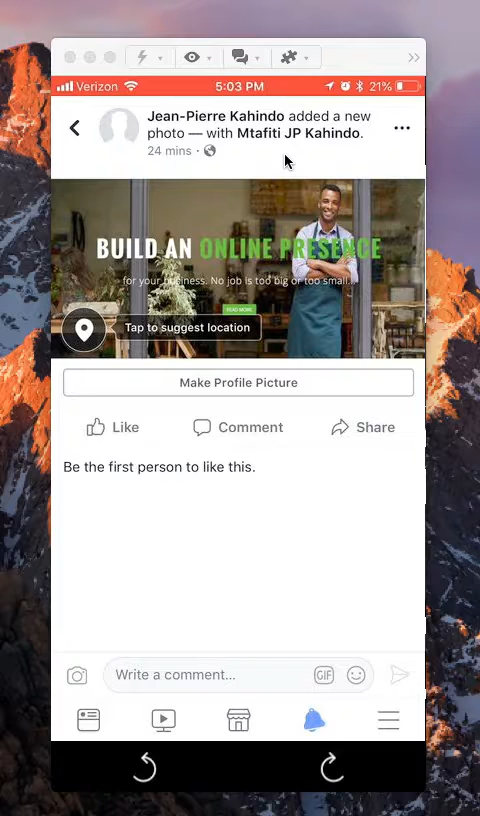 Verizon 5:03 PM 21%
Jean-Pierre Kahindo added a new
photo — with Mtafiti JP Kahindo.
24 mins ·
BUILD AN ONLINE PRESENCE
for your business. No job is too big or too small.
READ MORE
Tap to suggest location
Make Profile Picture
Like Comment Share
Be the first person to like this.
Write a comment... GIF